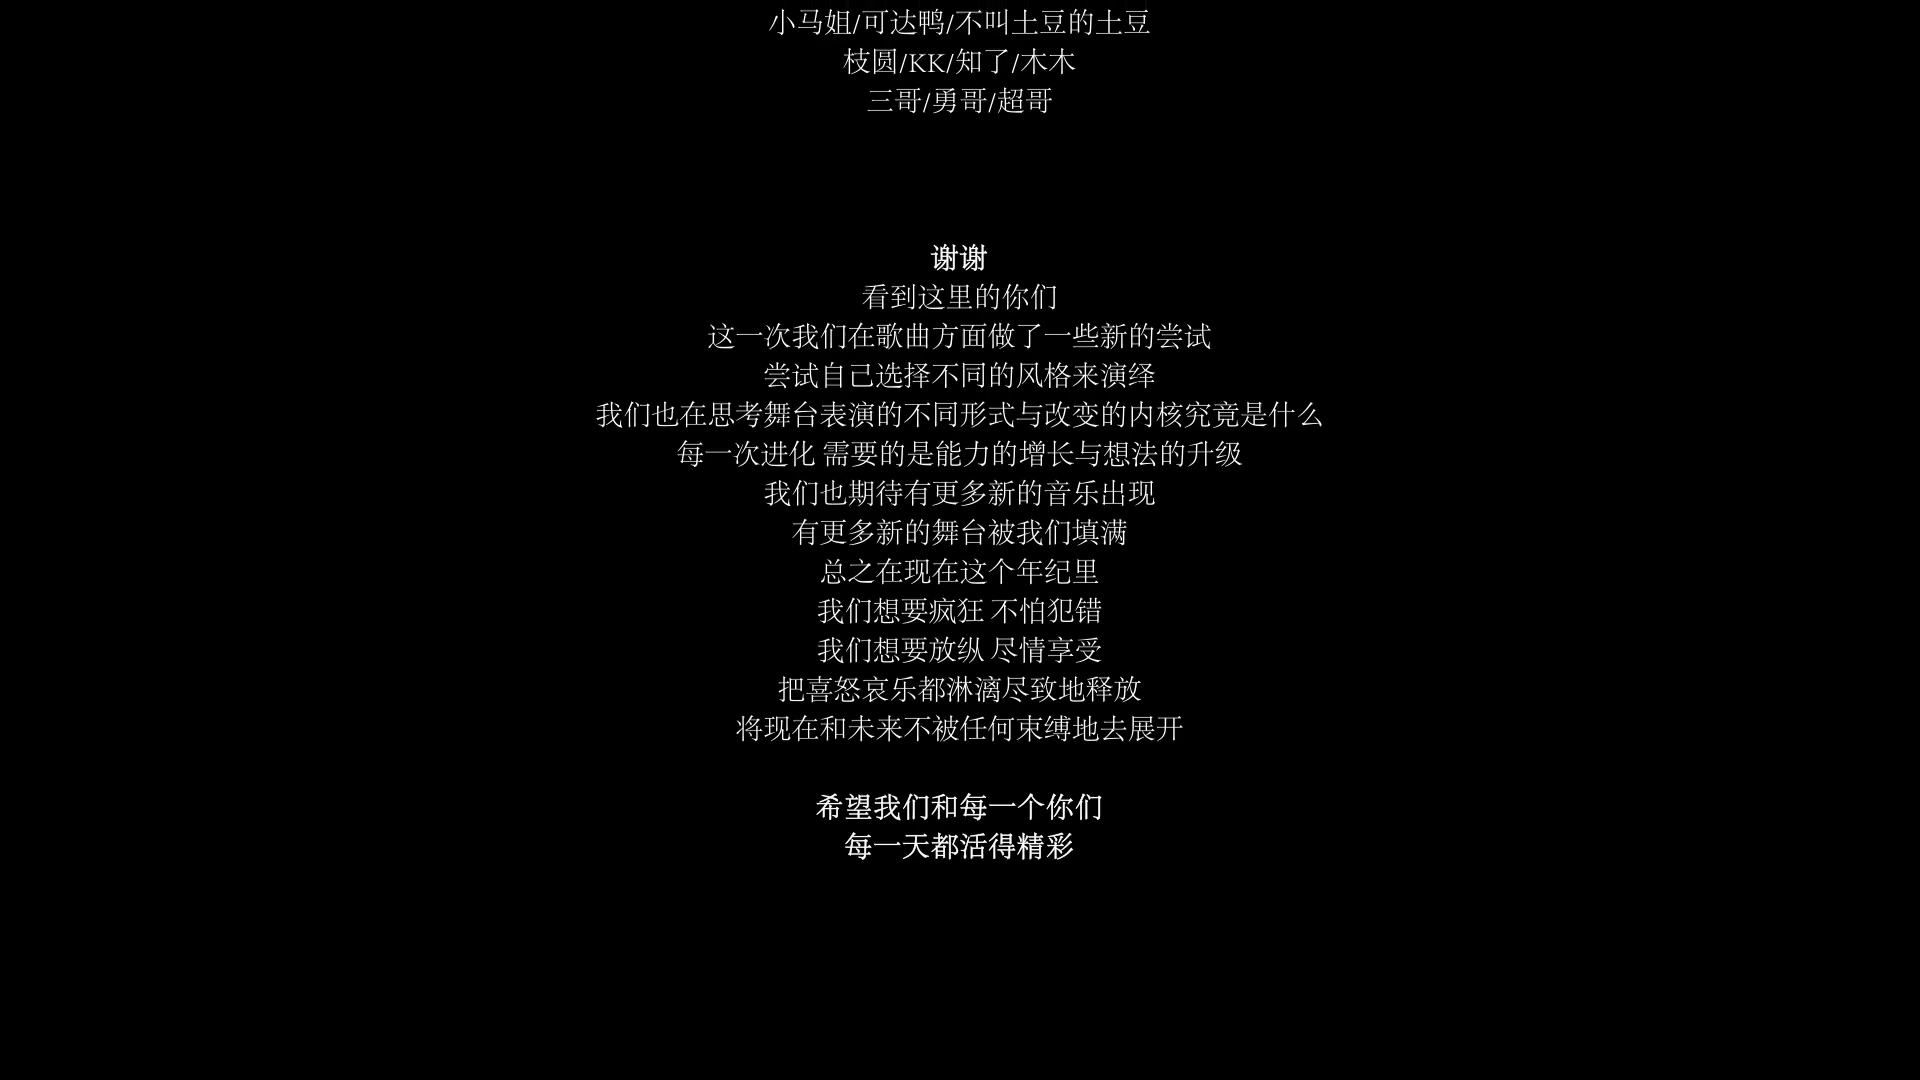 小马姐/可达鸭/不叫土豆的土豆
枝圆/KK/知了/木木
三哥/勇哥/超哥
谢谢
看到这里的你们
这一次我们在歌曲方面做了一些新的尝试
尝试自己选择不同的风格来演绎
我们也在思考舞台表演的不同形式与改变的内核究竟是什么
每一次进化 需要的是能力的增长与想法的升级
我们也期待有更多新的音乐出现
有更多新的舞台被我们填满
总之在现在这个年纪里
我们想要疯狂 不怕犯错
我们想要放纵 尽情享受
把喜怒哀乐都淋漓尽致地释放
将现在和未来不被任何束缚地去展开
希望我们和每一个你们
每一天都活得精彩